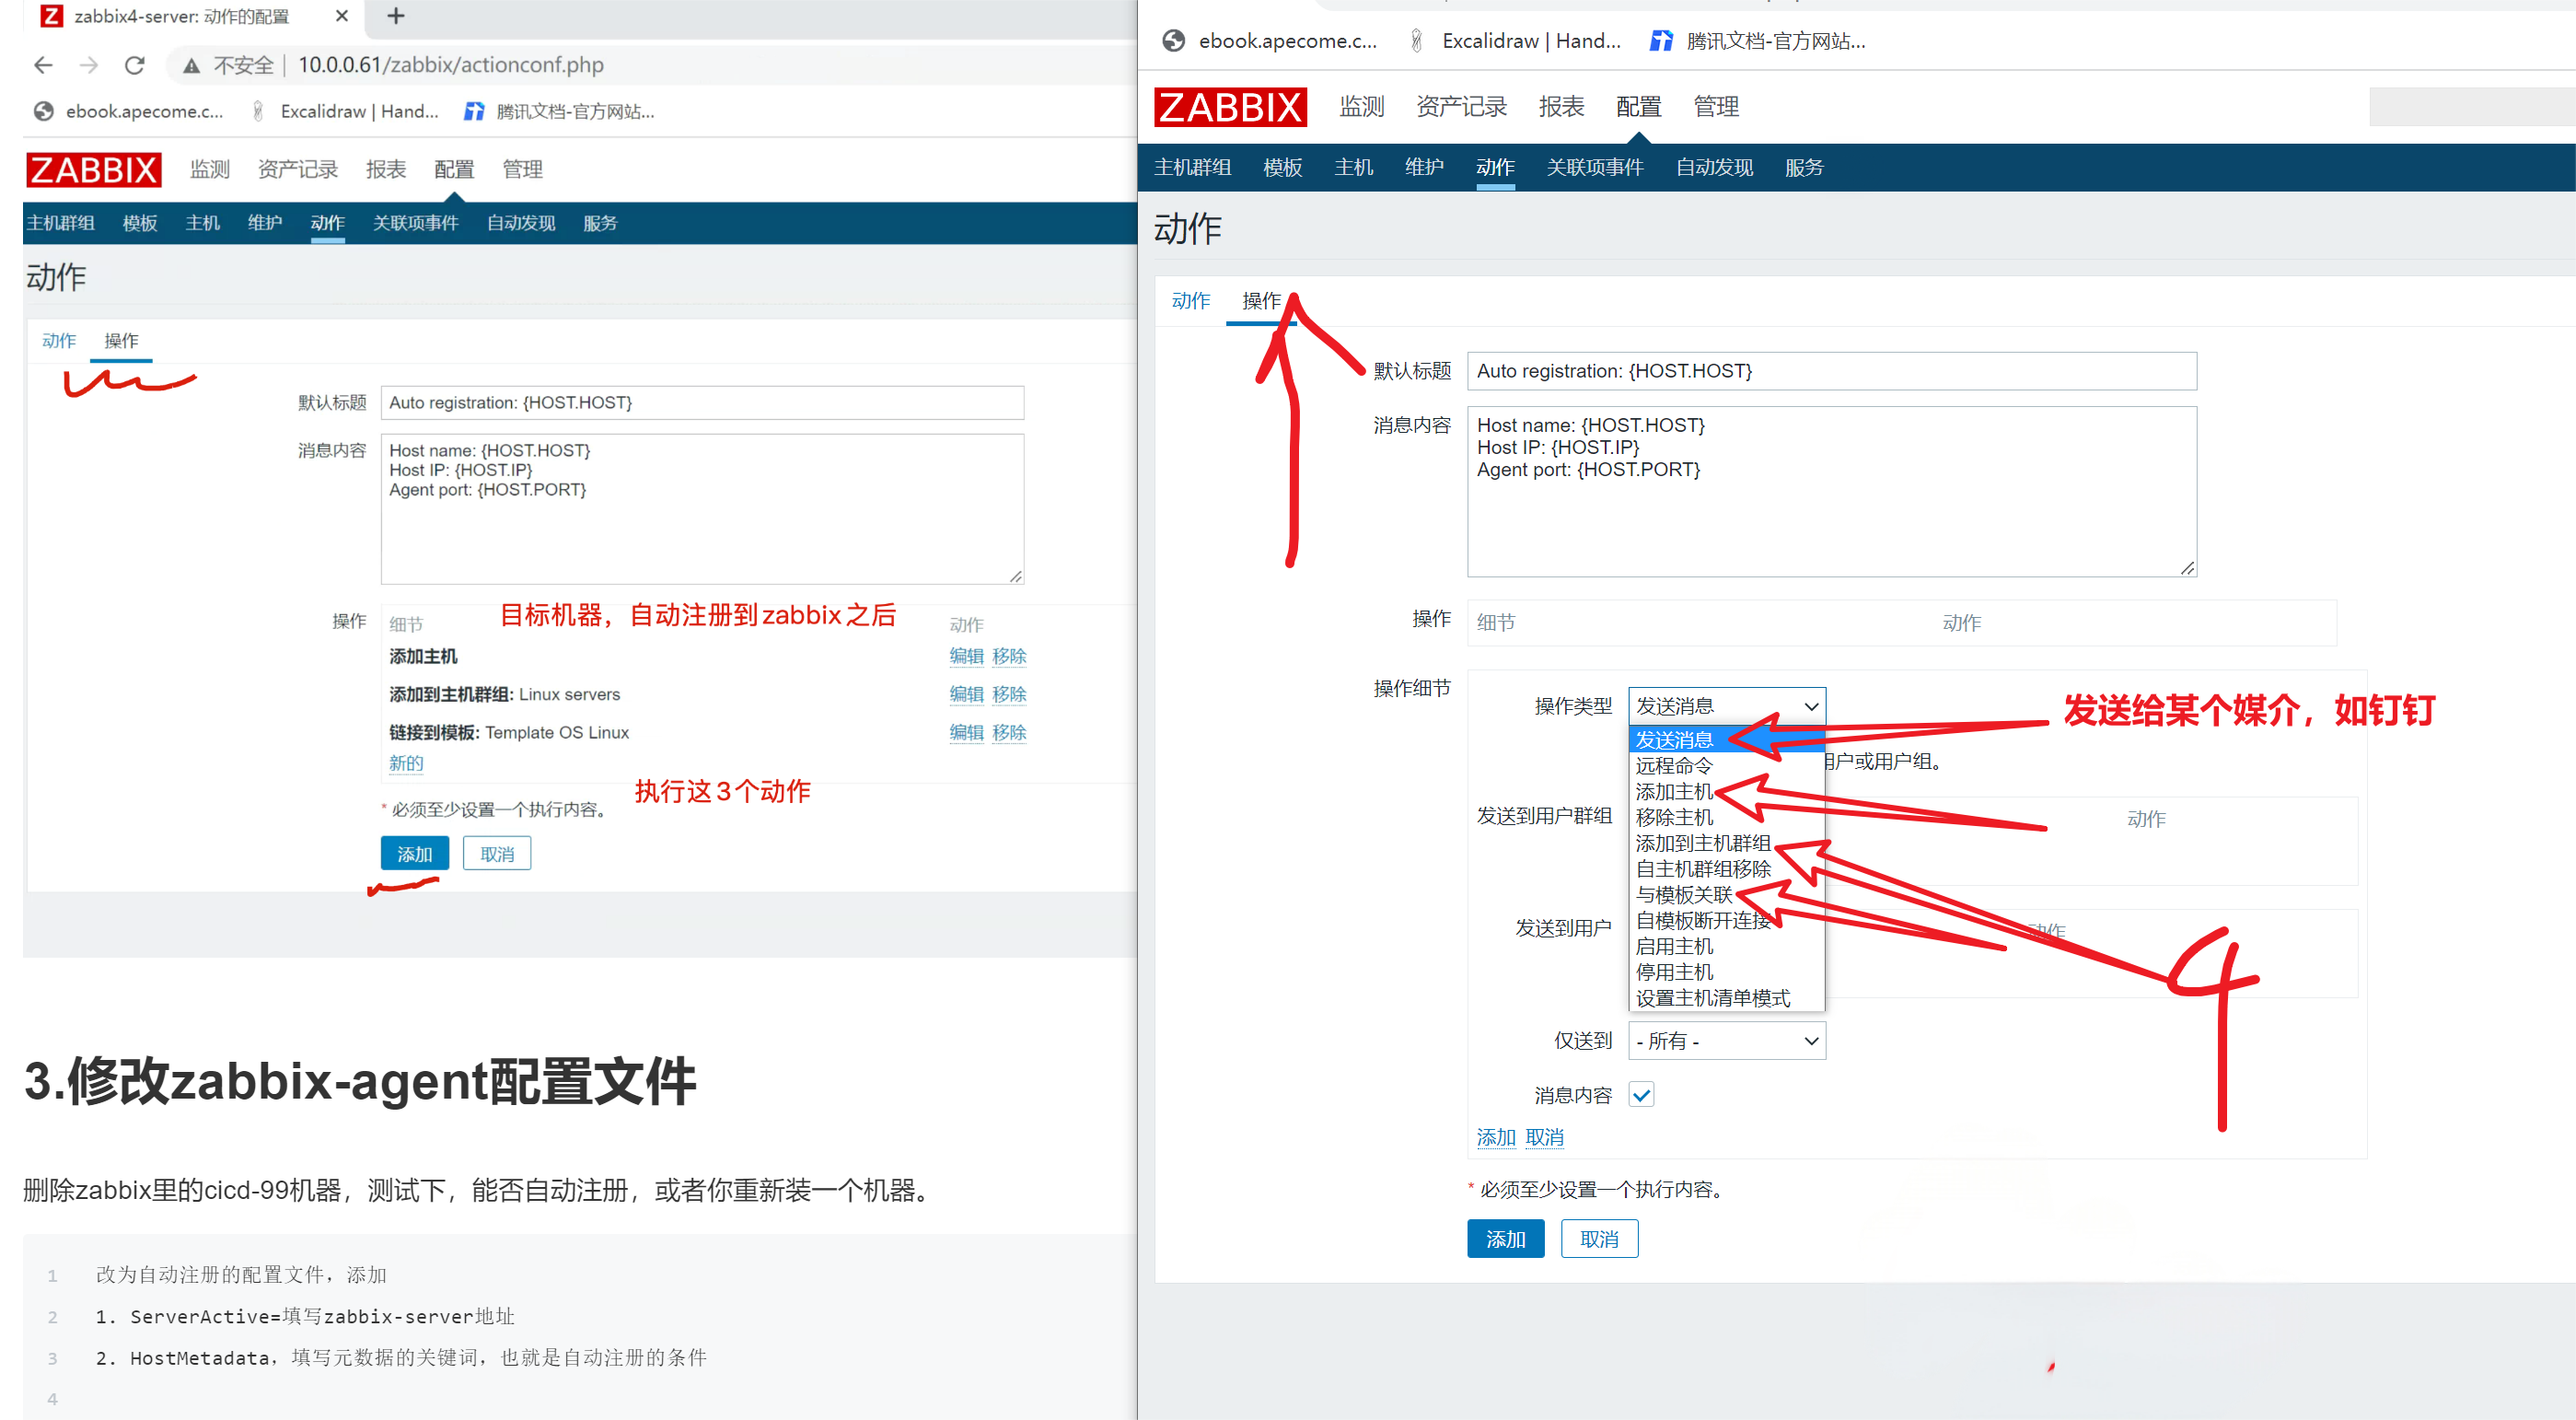 zabbix4-server: 动作的配置
不安全 | 10.0.0.61/zabbix/actionconf.php
ebook.apecome.c... Excalidraw | Hand... 腾讯文档-官方网站...
ZABBIX 监测 资产记录 报表 配置 管理
主机群组 模板 主机 维护 动作 关联项事件 自动发现 服务
动作
动作 操作
默认标题 Auto registration: {HOST.HOST}
消息内容 Host name: {HOST.HOST}
Host IP: {HOST.IP}
Agent port: {HOST.PORT}
目标机器，自动注册到zabbix之后
操作 细节 动作
添加主机 编辑 移除
添加到主机群组: Linux servers 编辑 移除
链接到模板: Template OS Linux 编辑 移除
新的
执行这3个动作
* 必须至少设置一个执行内容。
添加 取消
3.修改zabbix-agent配置文件
删除zabbix里的cicd-99机器，测试下，能否自动注册，或者你重新装一个机器。
1 改为自动注册的配置文件，添加
2 1. ServerActive=填写zabbix-server地址
3 2. HostMetadata，填写元数据的关键词，也就是自动注册的条件
4
ebook.apecome.c... Excalidraw | Hand... 腾讯文档-官方网站...
ZABBIX 监测 资产记录 报表 配置 管理
主机群组 模板 主机 维护 动作 关联项事件 自动发现 服务
动作
动作 操作
默认标题 Auto registration: {HOST.HOST}
消息内容 Host name: {HOST.HOST}
Host IP: {HOST.IP}
Agent port: {HOST.PORT}
操作 细节 动作
操作细节
操作类型 发送消息
发送给某个媒介，如钉钉
发送消息
用户或用户组。
远程命令
添加主机
发送到用户群组 动作
移除主机
添加到主机群组
自主机群组移除
与模板关联
自模板断开连接
发送到用户 动作
启用主机
停用主机
设置主机清单模式
4
仅送到 - 所有 -
消息内容
添加 取消
* 必须至少设置一个执行内容。
添加 取消